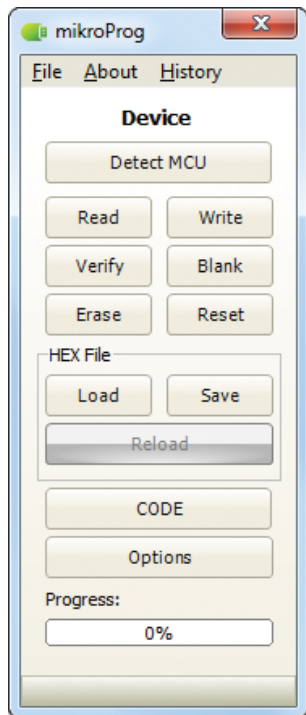 mikroProg
File About History
Device
Detect MCU
Read Write
Verify Blank
Erase Reset
HEX File
Load Save
Reload
CODE
Options
Progress:
0%